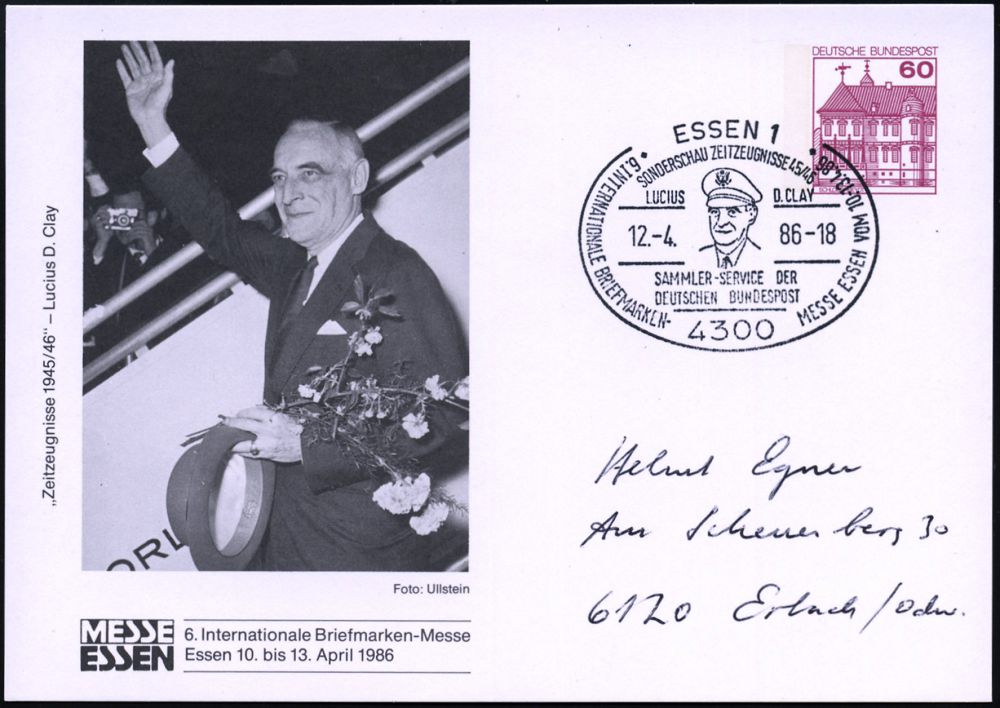 „Zeitzeugnisse 1945/46“ – Lucius D. Clay
ORL
Foto: Ullstein
MESSE
ESSEN
6. Internationale Briefmarken-Messe
Essen 10. bis 13. April 1986
DEUTSCHE BUNDESPOST
60
ESSEN 1
SONDERSCHAU ZEITZEUGNISSE 45/46
6. INTERNATIONALE BRIEFMARKEN-
MESSE ESSEN VOM 10.-13.4.86
LUCIUS D. CLAY
12.-4. 86-18
SAMMLER-SERVICE DER
DEUTSCHEN BUNDESPOST
4300
Helmut Egner
Am Scheuerberg 30
6120 Erbach/Odw.